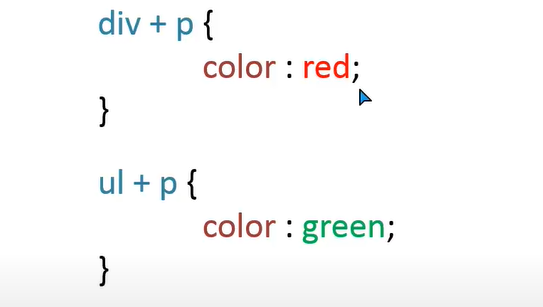 div + p {
color : red;
}
ul + p {
color : green;
}